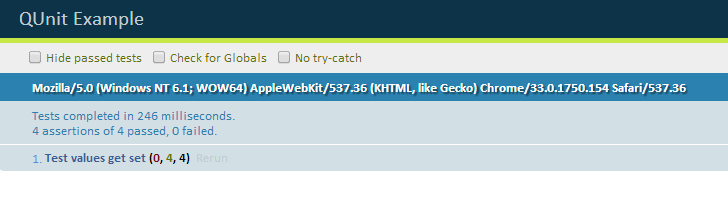 QUnit Example
Hide passed tests Check for Globals No try-catch
Mozilla/5.0 (Windows NT 6.1; WOW64) AppleWebKit/537.36 (KHTML, like Gecko) Chrome/33.0.1750.154 Safari/537.36
Tests completed in 246 milliseconds.
4 assertions of 4 passed, 0 failed.
1. Test values get set (0, 4, 4) Rerun